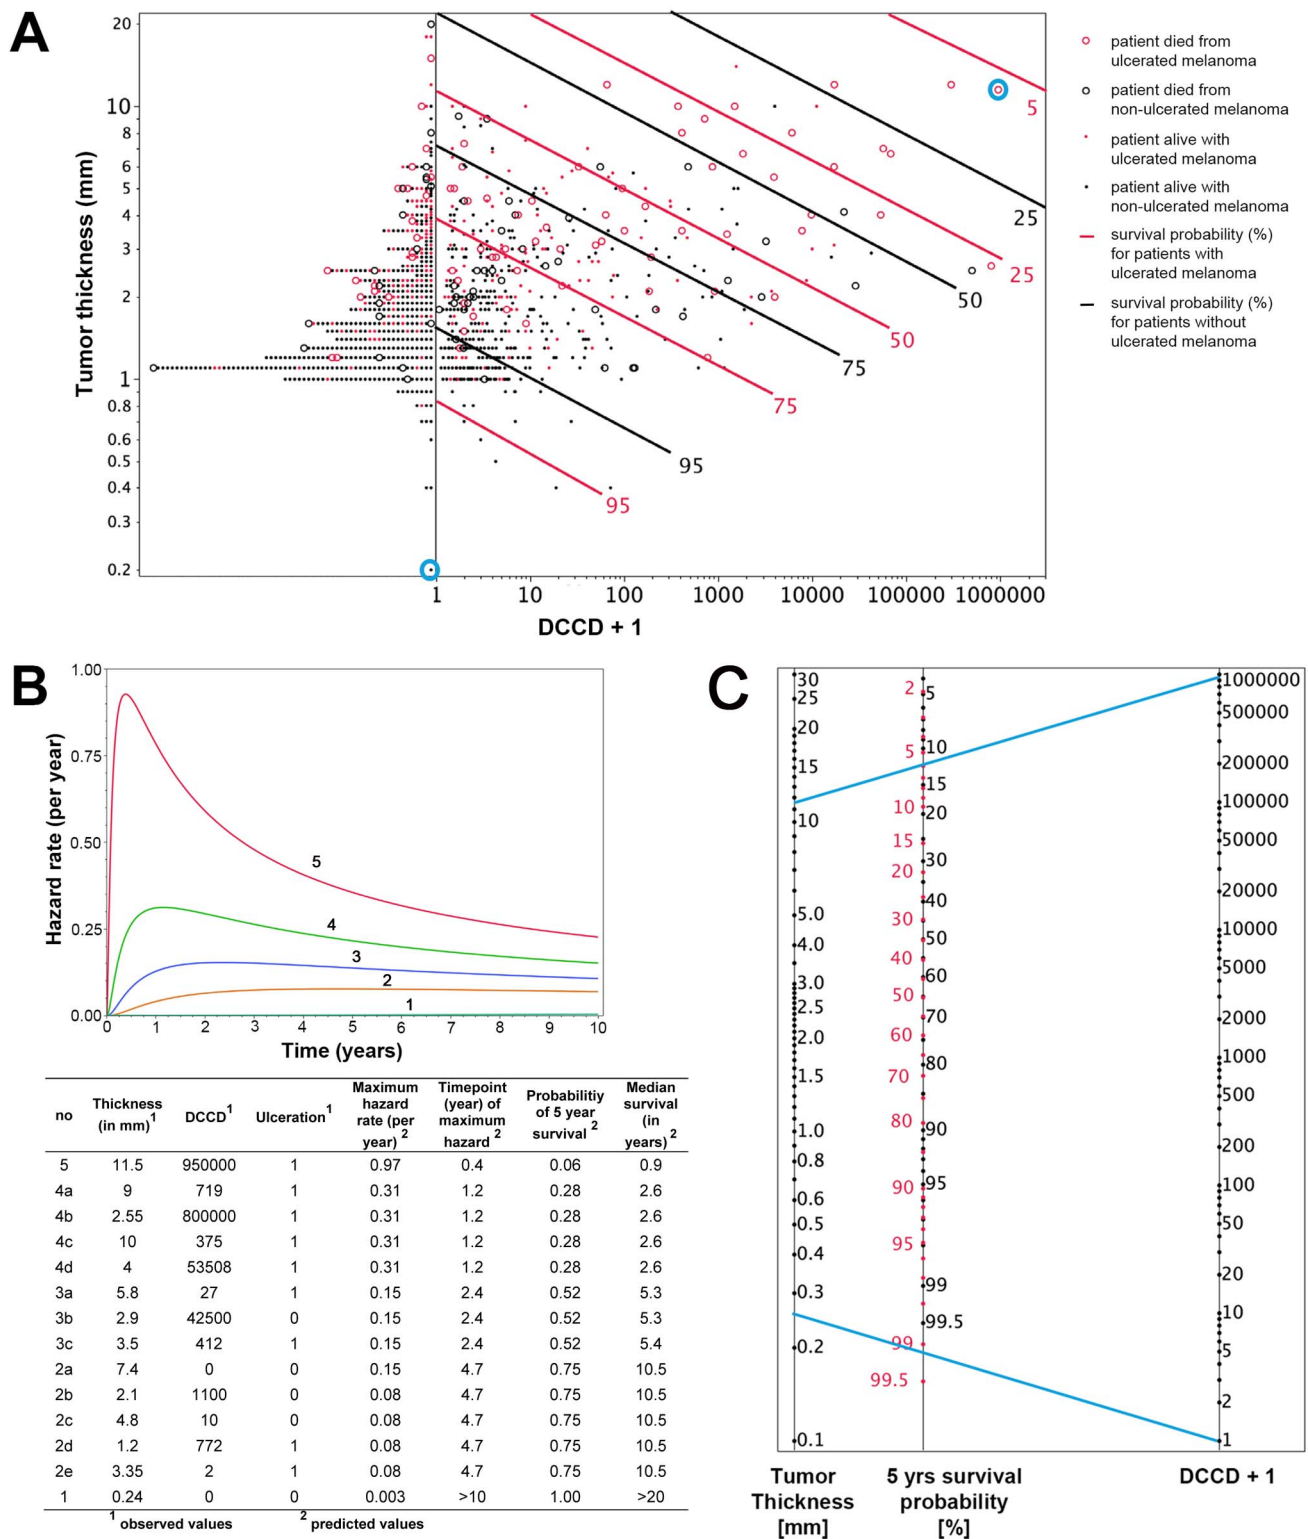 A
20
10
8
6
5
4
3
2
1
0.8
0.6
0.5
0.4
0.3
0.2
Tumor thickness (mm)
5
25
25
50
50
75
75
95
95
1 10 100 1000 10000 100000 1000000
DCCD + 1
patient died from
ulcerated melanoma
patient died from
non-ulcerated melanoma
patient alive with
ulcerated melanoma
patient alive with
non-ulcerated melanoma
survival probability (%)
for patients with
ulcerated melanoma
survival probability (%)
for patients without
ulcerated melanoma
B
1.00
0.75
0.50
0.25
0.00
Hazard rate (per year)
5
4
3
2
1
0 1 2 3 4 5 6 7 8 9 10
Time (years)
no Thickness (in mm)1 DCCD1 Ulceration1 Maximum hazard rate (per year) 2 Timepoint (year) of maximum hazard 2 Probabilitiy of 5 year survival 2 Median survival (in years) 2
5 11.5 950000 1 0.97 0.4 0.06 0.9
4a 9 719 1 0.31 1.2 0.28 2.6
4b 2.55 800000 1 0.31 1.2 0.28 2.6
4c 10 375 1 0.31 1.2 0.28 2.6
4d 4 53508 1 0.31 1.2 0.28 2.6
3a 5.8 27 1 0.15 2.4 0.52 5.3
3b 2.9 42500 0 0.15 2.4 0.52 5.3
3c 3.5 412 1 0.15 2.4 0.52 5.4
2a 7.4 0 0 0.15 4.7 0.75 10.5
2b 2.1 1100 0 0.08 4.7 0.75 10.5
2c 4.8 10 0 0.08 4.7 0.75 10.5
2d 1.2 772 1 0.08 4.7 0.75 10.5
2e 3.35 2 1 0.08 4.7 0.75 10.5
1 0.24 0 0 0.003 >10 1.00 >20
1 observed values 2 predicted values
C
30
25
20
15
10
5.0
4.0
3.0
2.5
2.0
1.5
1.0
0.8
0.6
0.5
0.4
0.3
0.2
0.1
Tumor
Thickness
[mm]
2
5
10
15
20
30
40
50
60
70
80
90
95
99
99.5
5
10
15
20
30
40
50
60
70
80
90
95
99
99.5
5 yrs survival
probability
[%]
1000000
500000
200000
100000
50000
20000
10000
5000
2000
1000
500
200
100
50
20
10
5
2
1
DCCD + 1